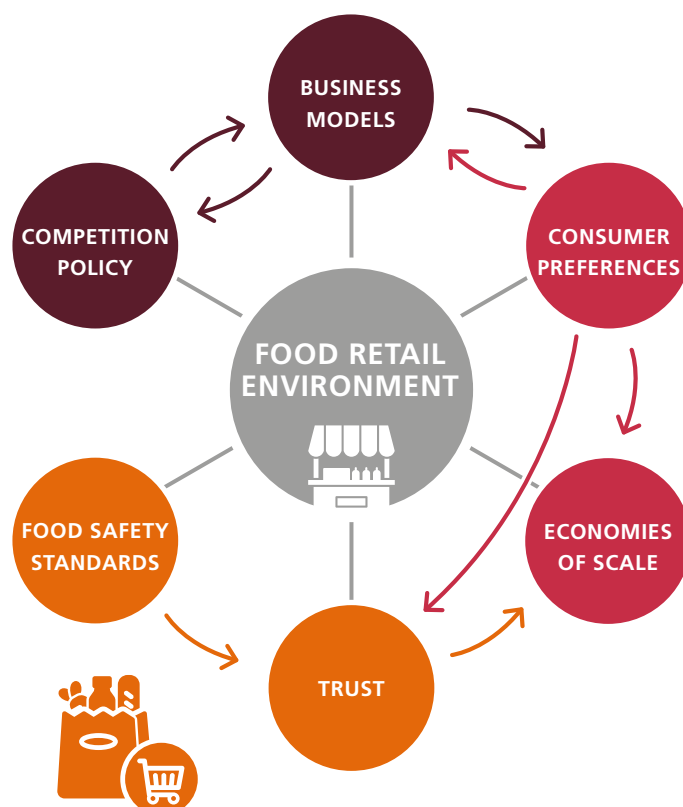 BUSINESS
MODELS
COMPETITION
POLICY
CONSUMER
PREFERENCES
FOOD RETAIL
ENVIRONMENT
FOOD SAFETY
STANDARDS
ECONOMIES
OF SCALE
TRUST